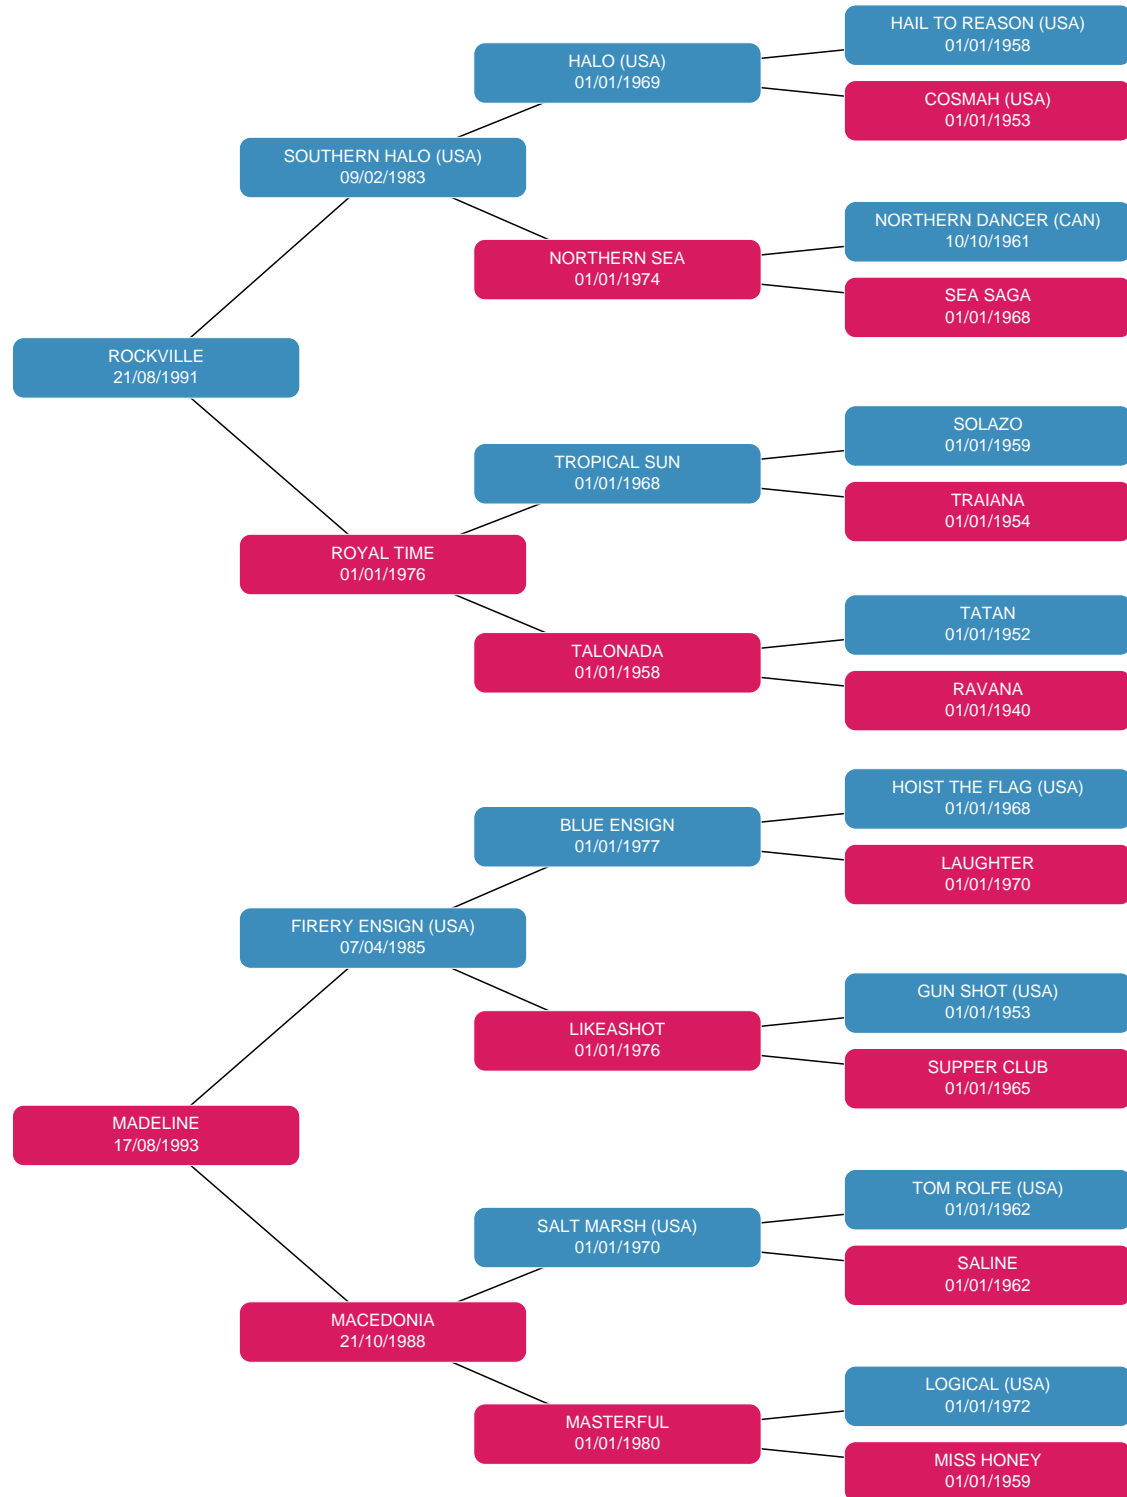 HAIL TO REASON (USA)
01/01/1958
HALO (USA)
01/01/1969
COSMAH (USA)
01/01/1953
SOUTHERN HALO (USA)
09/02/1983
NORTHERN DANCER (CAN)
10/10/1961
NORTHERN SEA
01/01/1974
SEA SAGA
01/01/1968
ROCKVILLE
21/08/1991
SOLAZO
01/01/1959
TROPICAL SUN
01/01/1968
TRAIANA
01/01/1954
ROYAL TIME
01/01/1976
TATAN
01/01/1952
TALONADA
01/01/1958
RAVANA
01/01/1940
HOIST THE FLAG (USA)
01/01/1968
BLUE ENSIGN
01/01/1977
LAUGHTER
01/01/1970
FIRERY ENSIGN (USA)
07/04/1985
GUN SHOT (USA)
01/01/1953
LIKEASHOT
01/01/1976
SUPPER CLUB
01/01/1965
MADELINE
17/08/1993
TOM ROLFE (USA)
01/01/1962
SALT MARSH (USA)
01/01/1970
SALINE
01/01/1962
MACEDONIA
21/10/1988
LOGICAL (USA)
01/01/1972
MASTERFUL
01/01/1980
MISS HONEY
01/01/1959